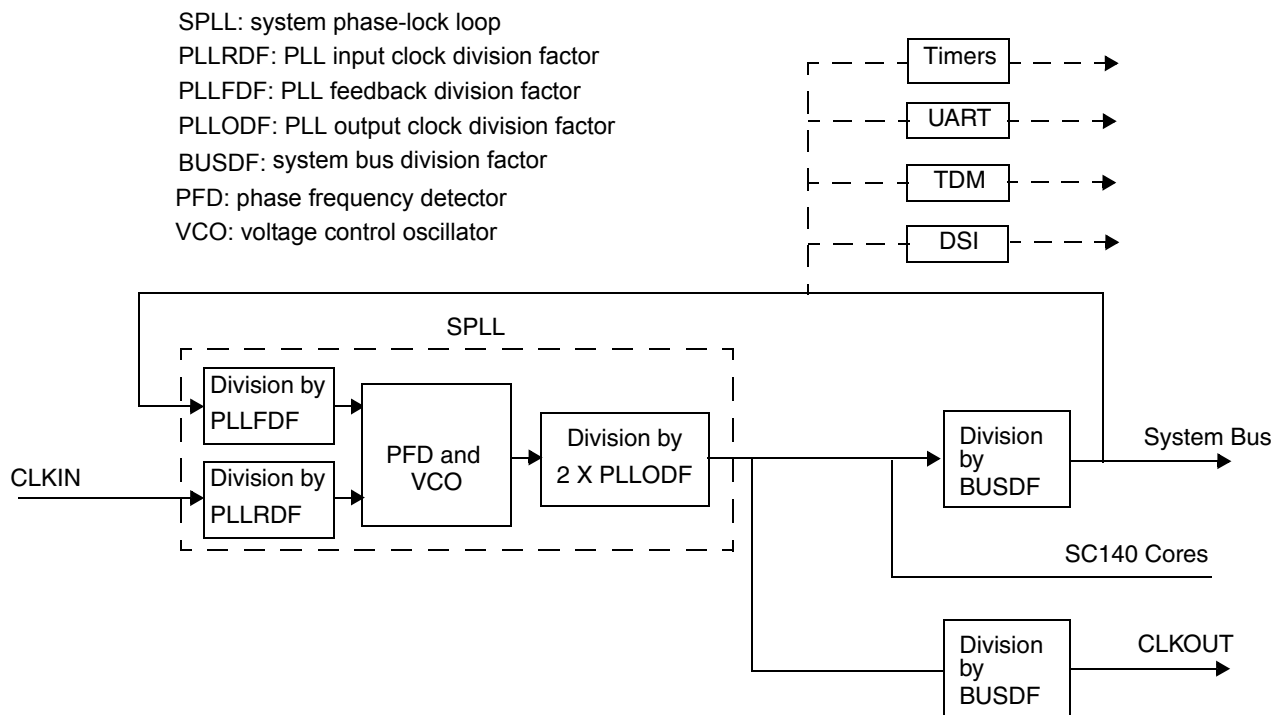 SPLL: system phase-lock loop
PLLRDF: PLL input clock division factor
PLLFDF: PLL feedback division factor
PLLODF: PLL output clock division factor
BUSDF: system bus division factor
PFD: phase frequency detector
VCO: voltage control oscillator
Timers
UART
TDM
DSI
SPLL
Division by
PLLFDF
CLKIN
Division by
PLLRDF
PFD and
VCO
Division by
2 X PLLODF
Division
by
BUSDF
System Bus
SC140 Cores
Division
by
BUSDF
CLKOUT